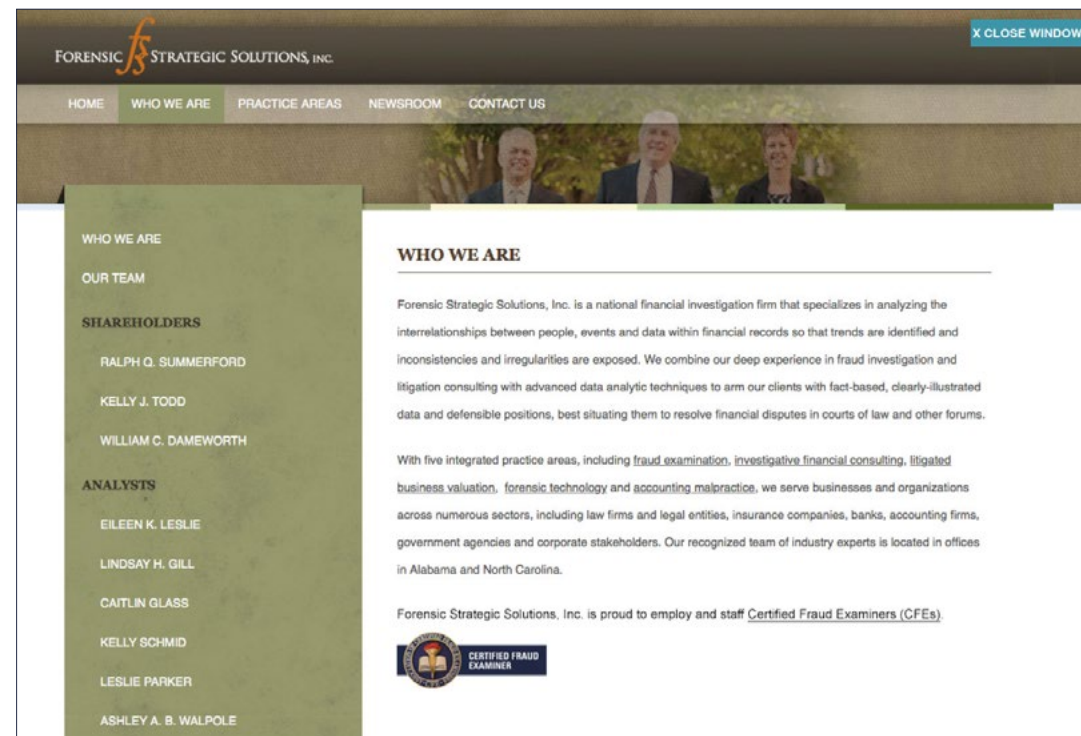 X CLOSE WINDOW
FORENSIC fss STRATEGIC SOLUTIONS, INC.
HOME WHO WE ARE PRACTICE AREAS NEWSROOM CONTACT US
WHO WE ARE
OUR TEAM
SHAREHOLDERS
RALPH Q. SUMMERFORD
KELLY J. TODD
WILLIAM C. DAMEWORTH
ANALYSTS
EILEEN K. LESLIE
LINDSAY H. GILL
CAITLIN GLASS
KELLY SCHMID
LESLIE PARKER
ASHLEY A. B. WALPOLE
WHO WE ARE
Forensic Strategic Solutions, Inc. is a national financial investigation firm that specializes in analyzing the
interrelationships between people, events and data within financial records so that trends are identified and
inconsistencies and irregularities are exposed. We combine our deep experience in fraud investigation and
litigation consulting with advanced data analytic techniques to arm our clients with fact-based, clearly-illustrated
data and defensible positions, best situating them to resolve financial disputes in courts of law and other forums.
With five integrated practice areas, including fraud examination, investigative financial consulting, litigated
business valuation, forensic technology and accounting malpractice, we serve businesses and organizations
across numerous sectors, including law firms and legal entities, insurance companies, banks, accounting firms,
government agencies and corporate stakeholders. Our recognized team of industry experts is located in offices
in Alabama and North Carolina.
Forensic Strategic Solutions, Inc. is proud to employ and staff Certified Fraud Examiners (CFEs).
CERTIFIED FRAUD
EXAMINER